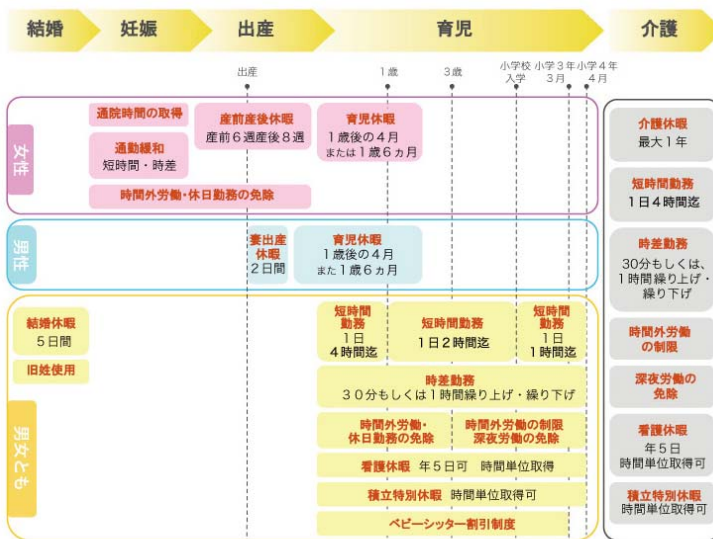 結婚
妊娠
出産
育児
介護
出産
1歳
3歳
小学校
入学
小学3年
3月
小学4年
4月
女性
通院時間の取得
通勤緩和
短時間・時差
産前産後休暇
産前6週産後8週
育児休暇
1歳後の4月
または1歳6ヵ月
時間外労働・休日勤務の免除
男性
妻出産
休暇
2日間
育児休暇
1歳後の4月
また1歳6ヵ月
男女とも
結婚休暇
5日間
旧姓使用
短時間
勤務
1日
4時間迄
短時間勤務
1日2時間迄
短時間
勤務
1日
1時間迄
時差勤務
30分もしくは1時間繰り上げ・繰り下げ
時間外労働・
休日勤務の免除
時間外労働の制限
深夜労働の免除
看護休暇 年5日可 時間単位取得
積立特別休暇 時間単位取得可
ベビーシッター割引制度
介護休暇
最大1年
短時間勤務
1日4時間迄
時差勤務
30分もしくは、
1時間繰り上げ・
繰り下げ
時間外労働
の制限
深夜労働の
免除
看護休暇
年5日
時間単位取得可
積立特別休暇
時間単位取得可